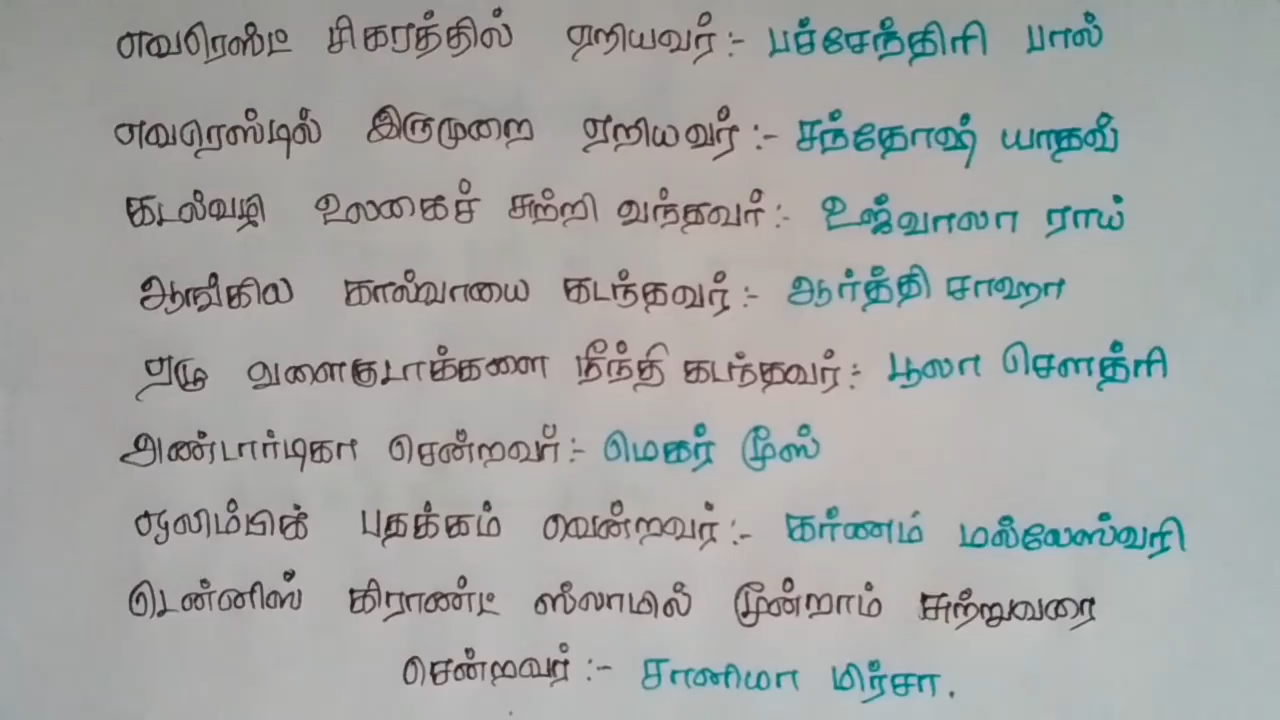 எவரெஸ்ட் சிகரத்தில் ஏறியவர் :- பச்சேந்திரி பால்
எவரெஸ்டில் இருமுறை ஏறியவர் :- சந்தோஷ் யாதவ்
கடல்வழி உலகைச் சுற்றி வந்தவர் :- உஜ்வாலா ராய்
ஆங்கில கால்வாயை கடந்தவர் :- ஆர்த்தி சாஹா
ஏழு வளைகுடாக்களை நீந்தி கடந்தவர் :- பூலா சௌத்ரி
அண்டார்டிகா சென்றவர் :- மெகர் மூஸ்
ஒலிம்பிக் பதக்கம் வென்றவர் :- கர்ணம் மல்லேஸ்வரி
டென்னிஸ் கிராண்ட் ஸ்லாமில் மூன்றாம் சுற்றுவரை
சென்றவர் :- சானியா மிர்சா.